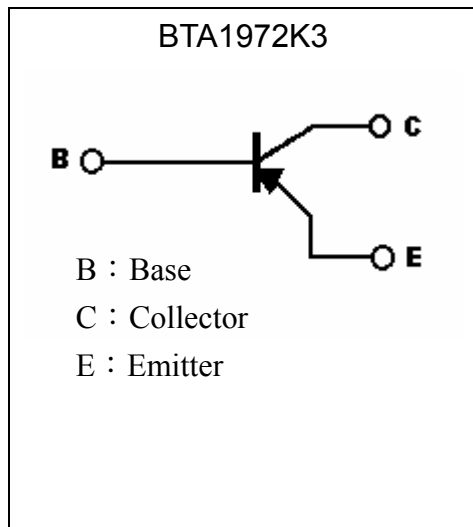 BTA1972K3
C
B
E
B：Base
C：Collector
E：Emitter